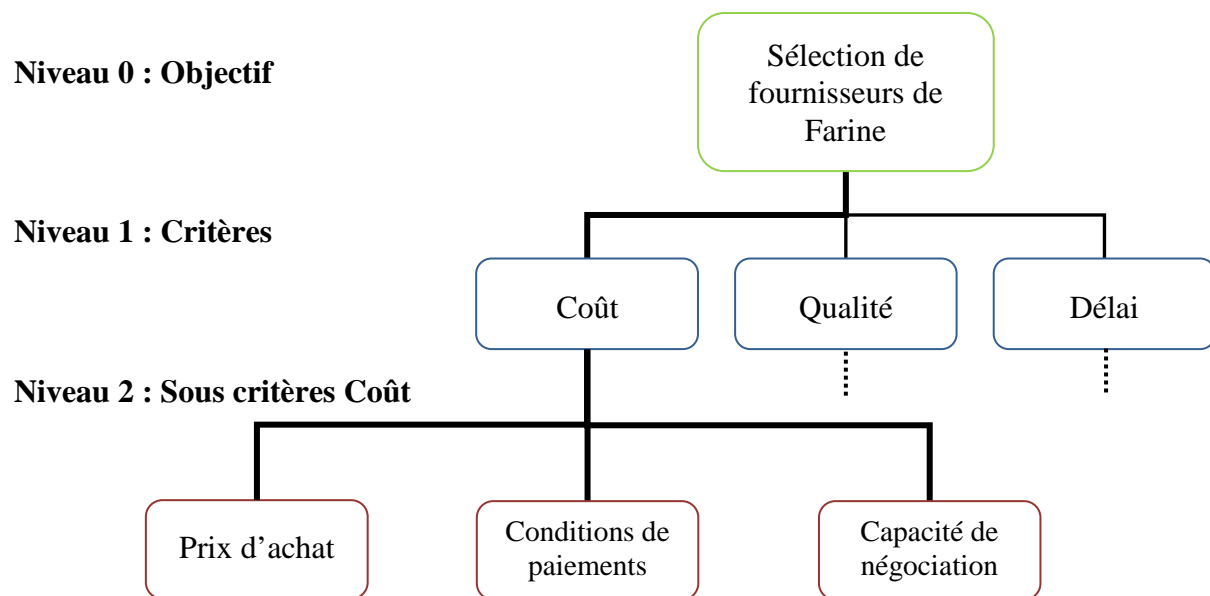 Niveau 0 : Objectif
Sélection de
fournisseurs de
Farine
Niveau 1 : Critères
Coût
Qualité
Délai
Niveau 2 : Sous critères Coût
Prix d’achat
Conditions de
paiements
Capacité de
négociation